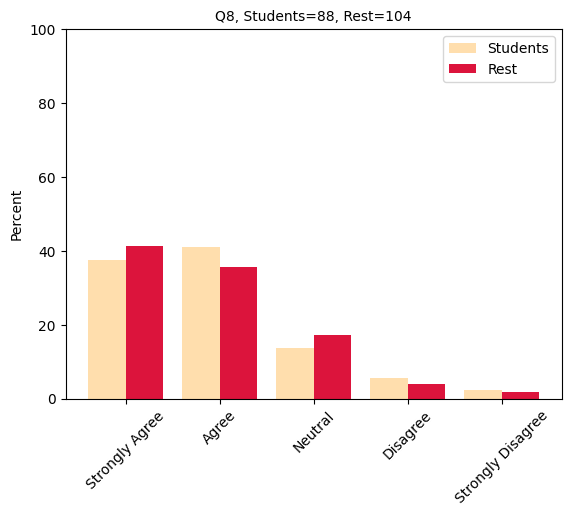 Q8, Students=88, Rest=104
100
80
60
40
20
0
Percent
Students
Rest
Strongly Agree
Agree
Neutral
Disagree
Strongly Disagree